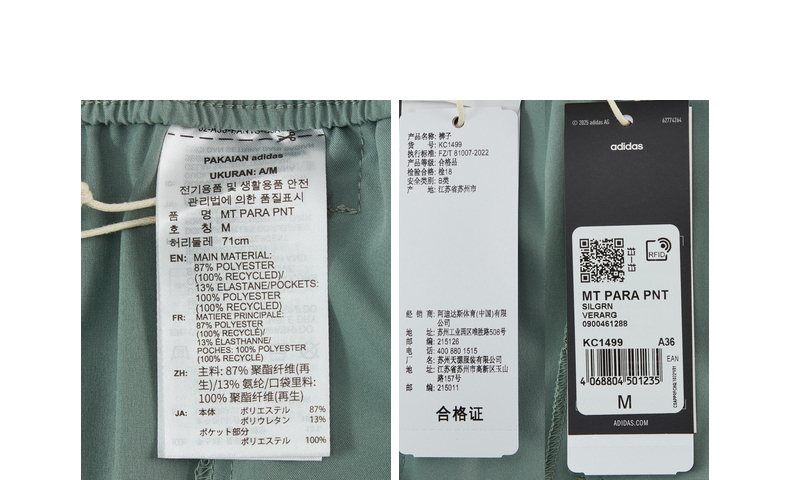 PAKAIAN adidas
UKURAN: A/M
전기용품 및 생활용품 안전
관리법에 의한 품질표시
품 명 MT PARA PNT
호 칭 M
허리둘레 71cm
EN: MAIN MATERIAL:
87% POLYESTER
(100% RECYCLED)/
13% ELASTANE/POCKETS:
100% POLYESTER
(100% RECYCLED)
FR: MATIERE PRINCIPALE:
87% POLYESTER
(100% RECYCLÉ)/
13% ÉLASTHANNE/
POCHES: 100% POLYESTER
(100% RECYCLÉ)
ZH: 主料: 87% 聚酯纤维(再
生)/13% 氨纶/口袋里料:
100% 聚酯纤维(再生)
JA: 本体 ポリエステル 87%
ポリウレタン 13%
ポケット部分
ポリエステル 100%
产品名称: 裤子
货 号: KC1499
执行标准: FZ/T 81007-2022
产品等级: 合格品
检验合格: 检18
安全类别: B类
产 地: 江苏省苏州市
经 销 商: 阿迪达斯体育(中国)有限
公司
地 址: 苏州工业园区唯胜路508号
邮 编: 215126
电 话: 400 880 1515
厂 名: 苏州天源服装有限公司
地 址: 江苏省苏州市高新区玉山
路157号
邮 编: 215011
合格证
© 2025 adidas AG
62774264
adidas
RFID
MT PARA PNT
SILGRN
VERARG
0900461288
KC1499 A36
EAN
4 068804 501235
M
ADIDAS.COM